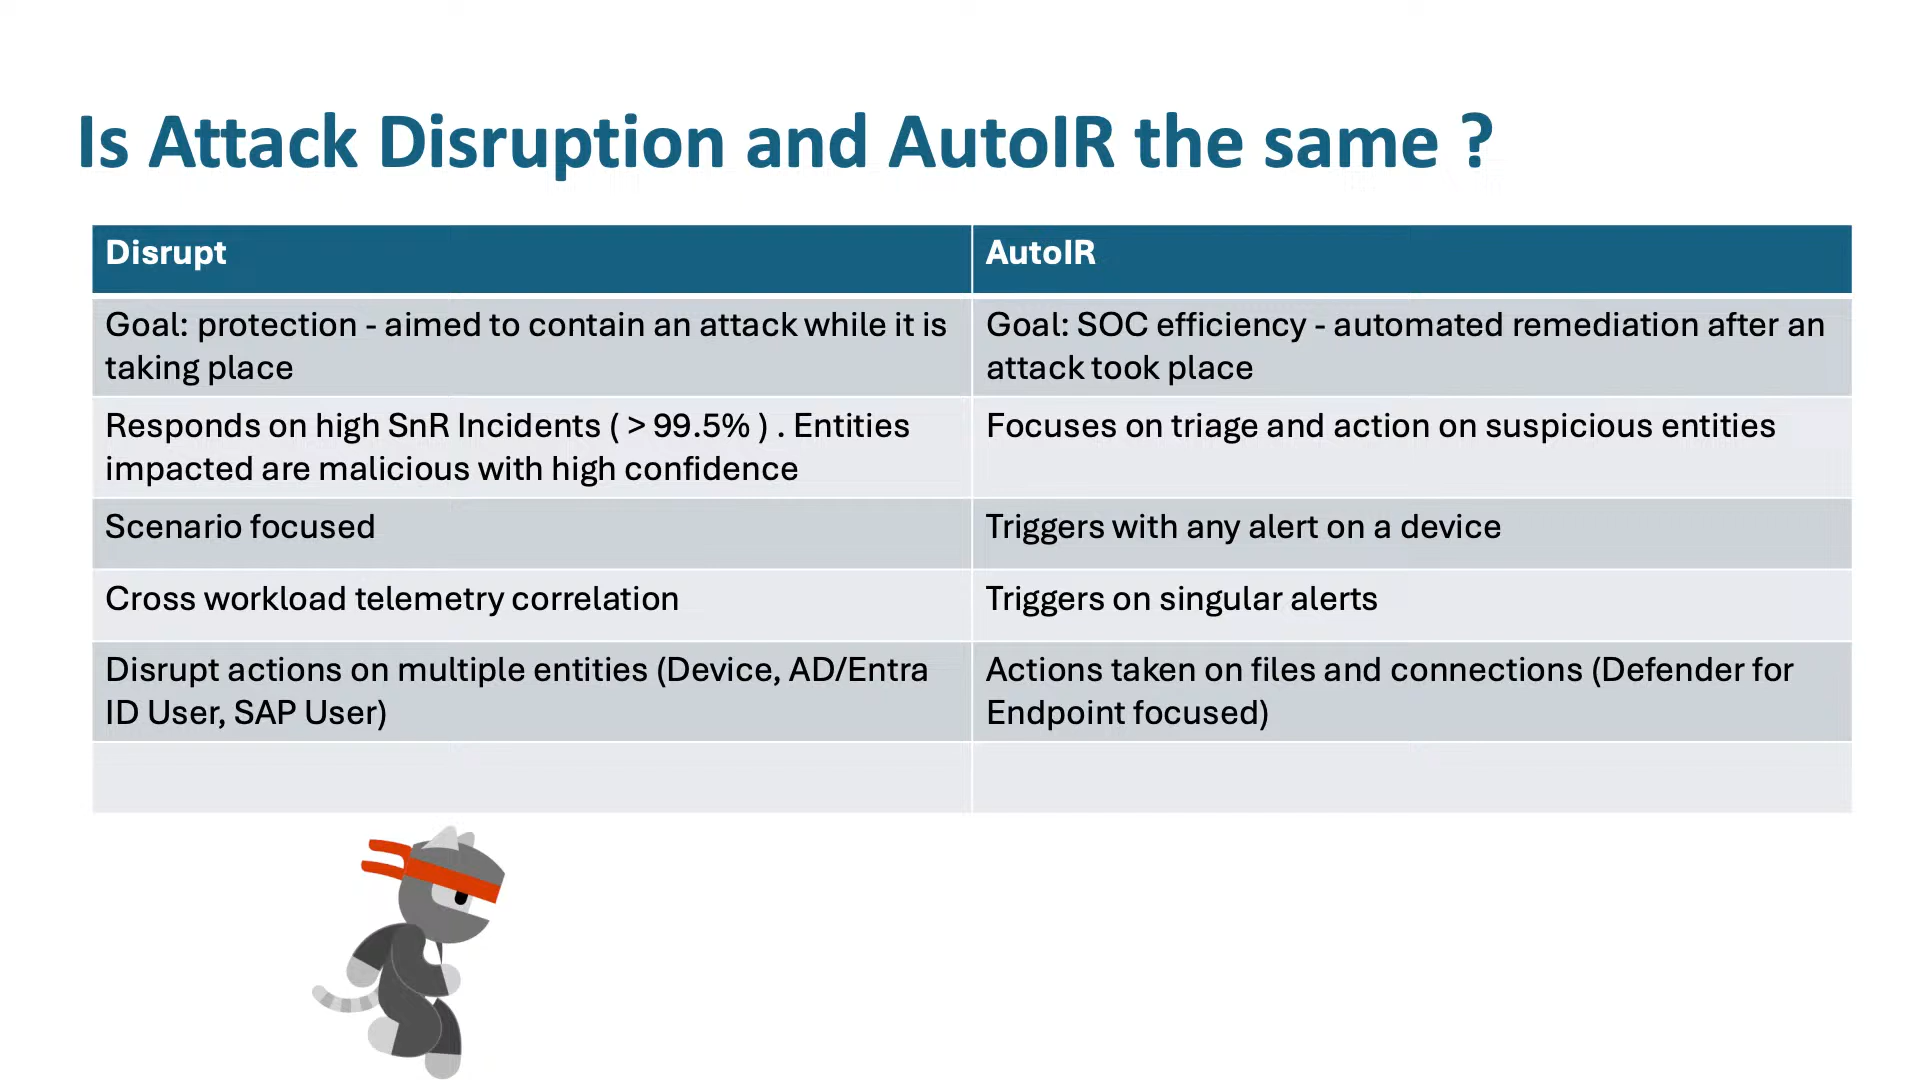 Is Attack Disruption and AutoIR the same ?
Disrupt
AutoIR
Goal: protection - aimed to contain an attack while it is
taking place
Goal: SOC efficiency - automated remediation after an
attack took place
Responds on high SnR Incidents ( > 99.5% ) . Entities
impacted are malicious with high confidence
Focuses on triage and action on suspicious entities
Scenario focused
Triggers with any alert on a device
Cross workload telemetry correlation
Triggers on singular alerts
Disrupt actions on multiple entities (Device, AD/Entra
ID User, SAP User)
Actions taken on files and connections (Defender for
Endpoint focused)